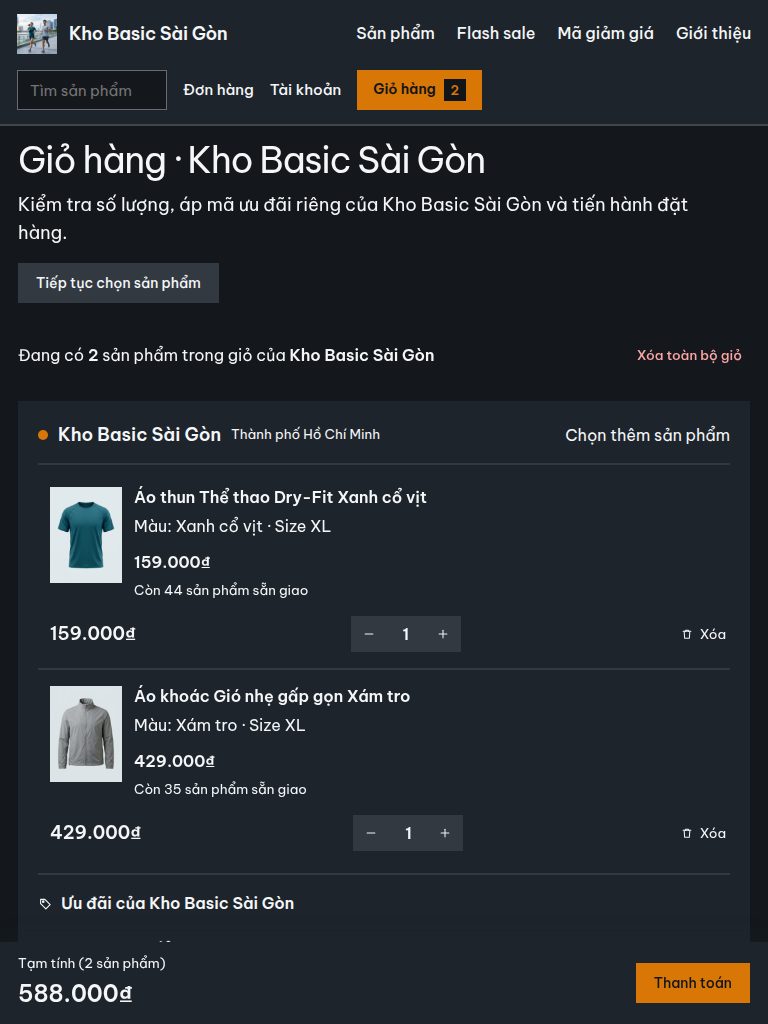 Kho Basic Sài Gòn
Sản phẩm
Flash sale
Mã giảm giá
Giới thiệu
Tìm sản phẩm
Đơn hàng
Tài khoản
Giỏ hàng 2
Giỏ hàng · Kho Basic Sài Gòn
Kiểm tra số lượng, áp mã ưu đãi riêng của Kho Basic Sài Gòn và tiến hành đặt
hàng.
Tiếp tục chọn sản phẩm
Đang có 2 sản phẩm trong giỏ của Kho Basic Sài Gòn
Xóa toàn bộ giỏ
Kho Basic Sài Gòn Thành phố Hồ Chí Minh
Chọn thêm sản phẩm
Áo thun Thể thao Dry-Fit Xanh cổ vịt
Màu: Xanh cổ vịt · Size XL
159.000₫
Còn 44 sản phẩm sẵn giao
159.000₫
− 1 +
Xóa
Áo khoác Gió nhẹ gấp gọn Xám tro
Màu: Xám tro · Size XL
429.000₫
Còn 35 sản phẩm sẵn giao
429.000₫
− 1 +
Xóa
Ưu đãi của Kho Basic Sài Gòn
Tạm tính (2 sản phẩm)
588.000₫
Thanh toán